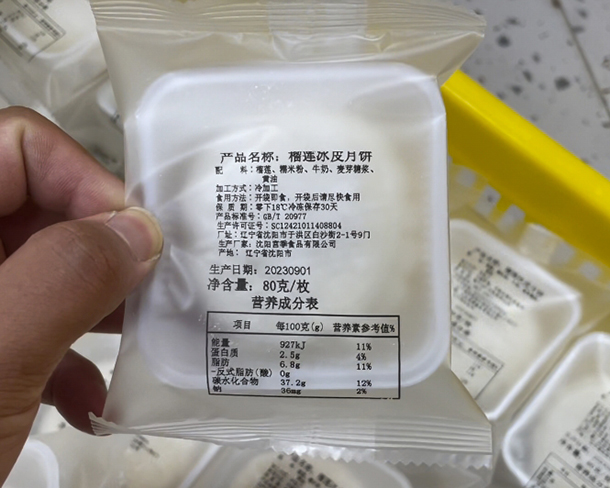 产品名称：榴莲冰皮月饼
配 料：榴莲、糯米粉、牛奶、麦芽糖浆、
黄油
加工方式：冷加工
食用方法：开袋即食，开袋后请尽快食用
保 质 期：零下18℃冷冻保存30天
产品标准号：GB/T 20977
生产许可证号：SC12421011408804
厂址：辽宁省沈阳市于洪区白沙街2-1号9门
生产厂家：沈阳宫季食品有限公司
产地： 辽宁省沈阳市
生产日期：20230901
净含量：80克/枚
营养成分表
项目 每100克(g) 营养素参考值%
能量 927kJ 11%
蛋白质 2.5g 4%
脂肪 6.8g 11%
-反式脂肪(酸) 0g
碳水化合物 37.2g 12%
钠 36mg 2%